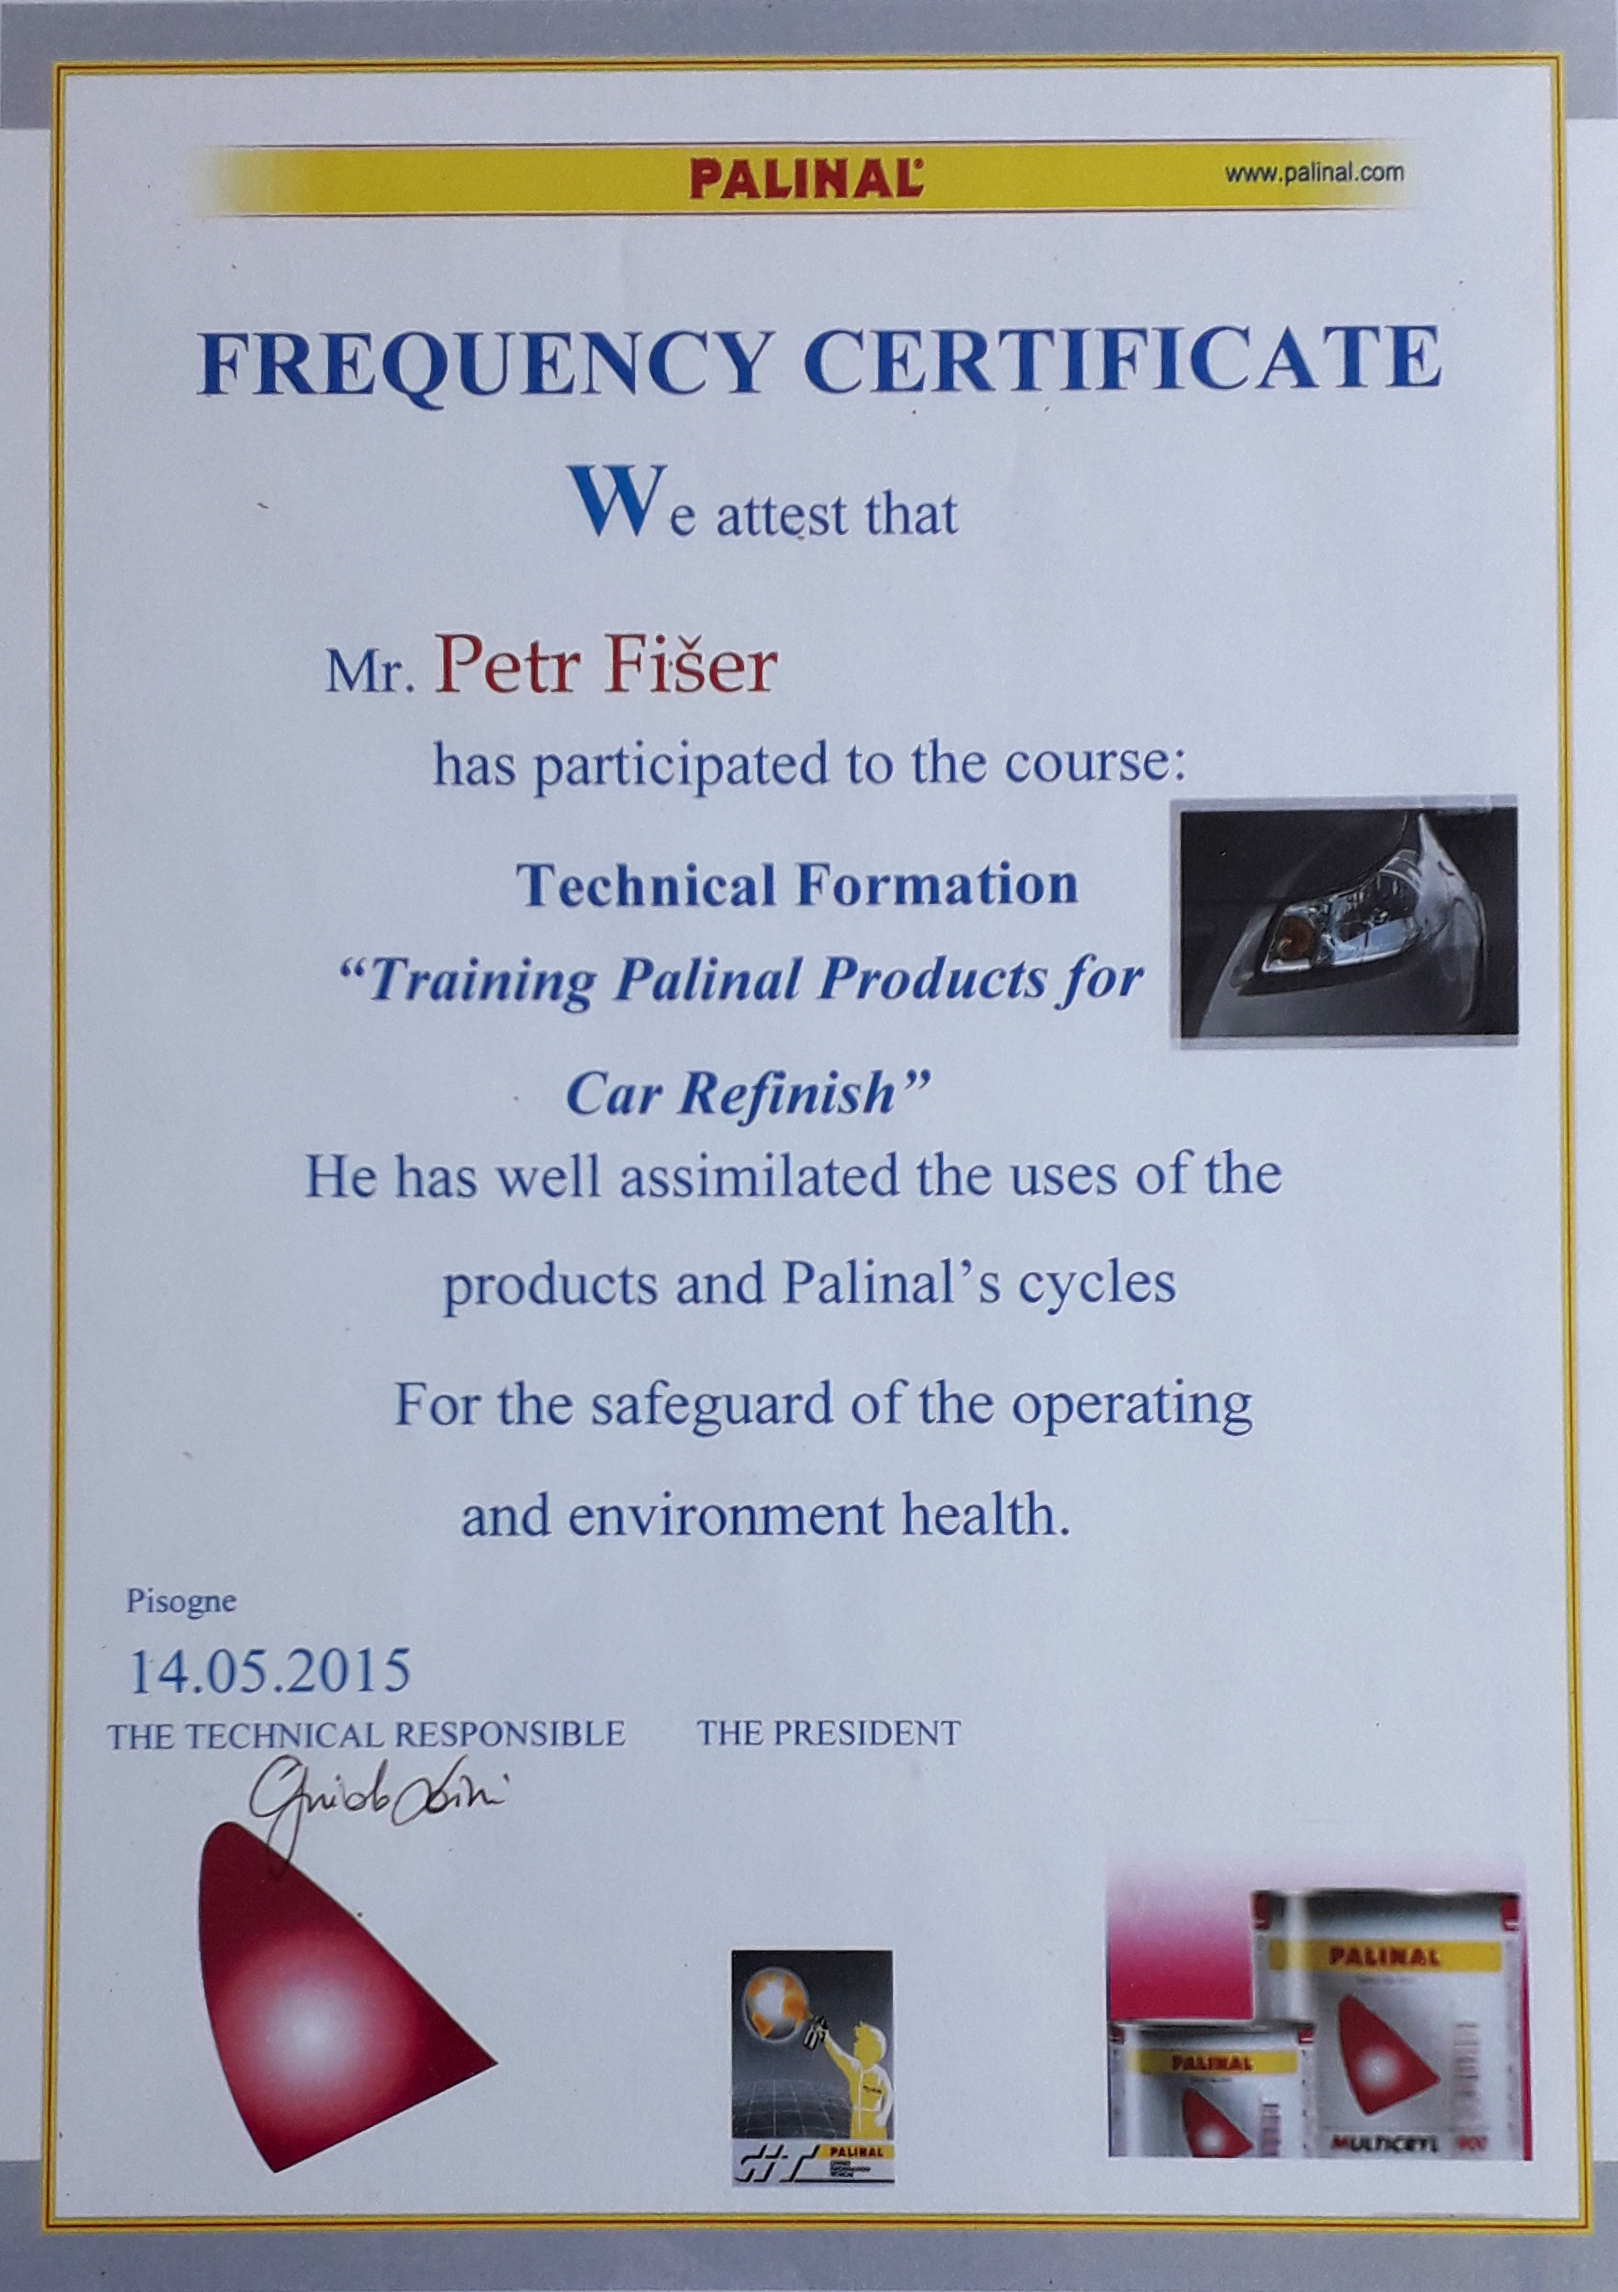 PALINAL®
www.palinal.com
FREQUENCY CERTIFICATE
We attest that
Mr. Petr Fišer
has participated to the course:
Technical Formation
“Training Palinal Products for
Car Refinish”
He has well assimilated the uses of the
products and Palinal’s cycles
For the safeguard of the operating
and environment health.
Pisogne
14.05.2015
THE TECHNICAL RESPONSIBLE THE PRESIDENT
PALINAL
PALINAL
PALINAL